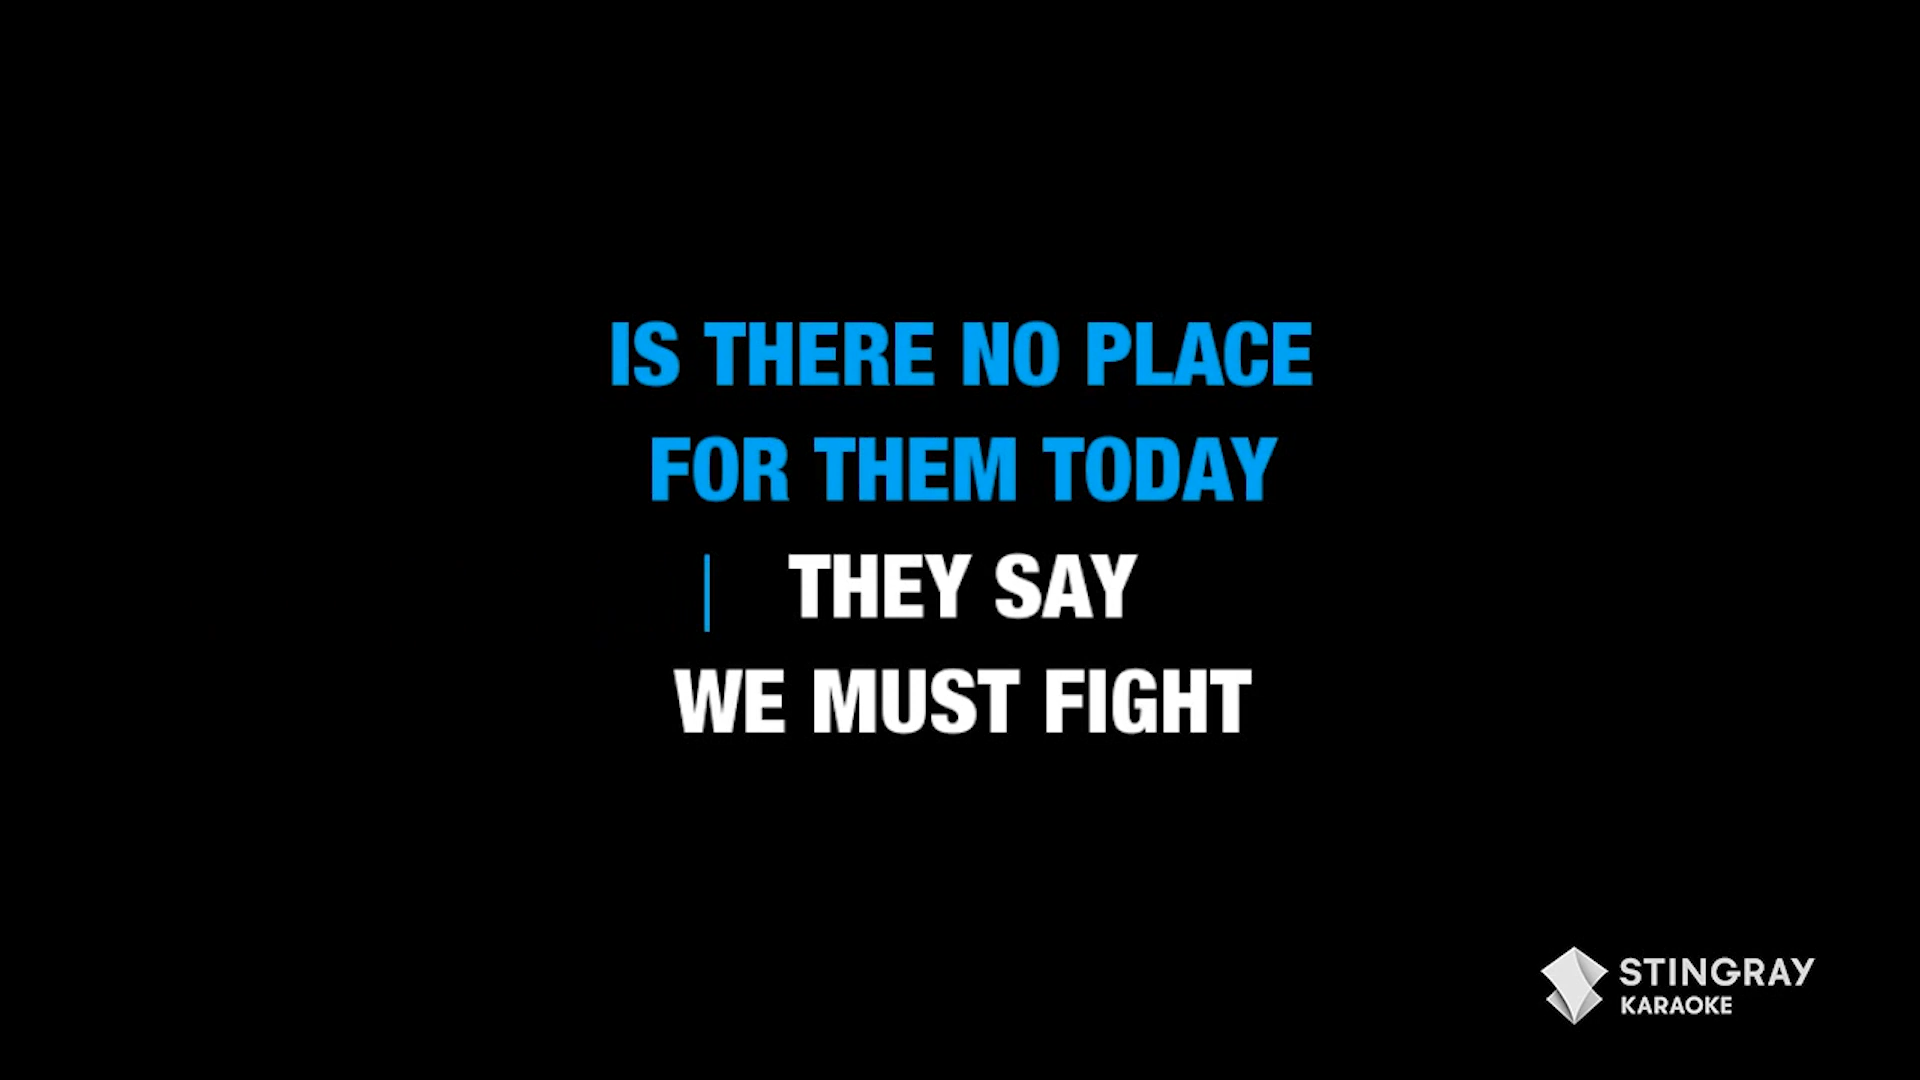 IS THERE NO PLACE
FOR THEM TODAY
THEY SAY
WE MUST FIGHT
STINGRAY
KARAOKE